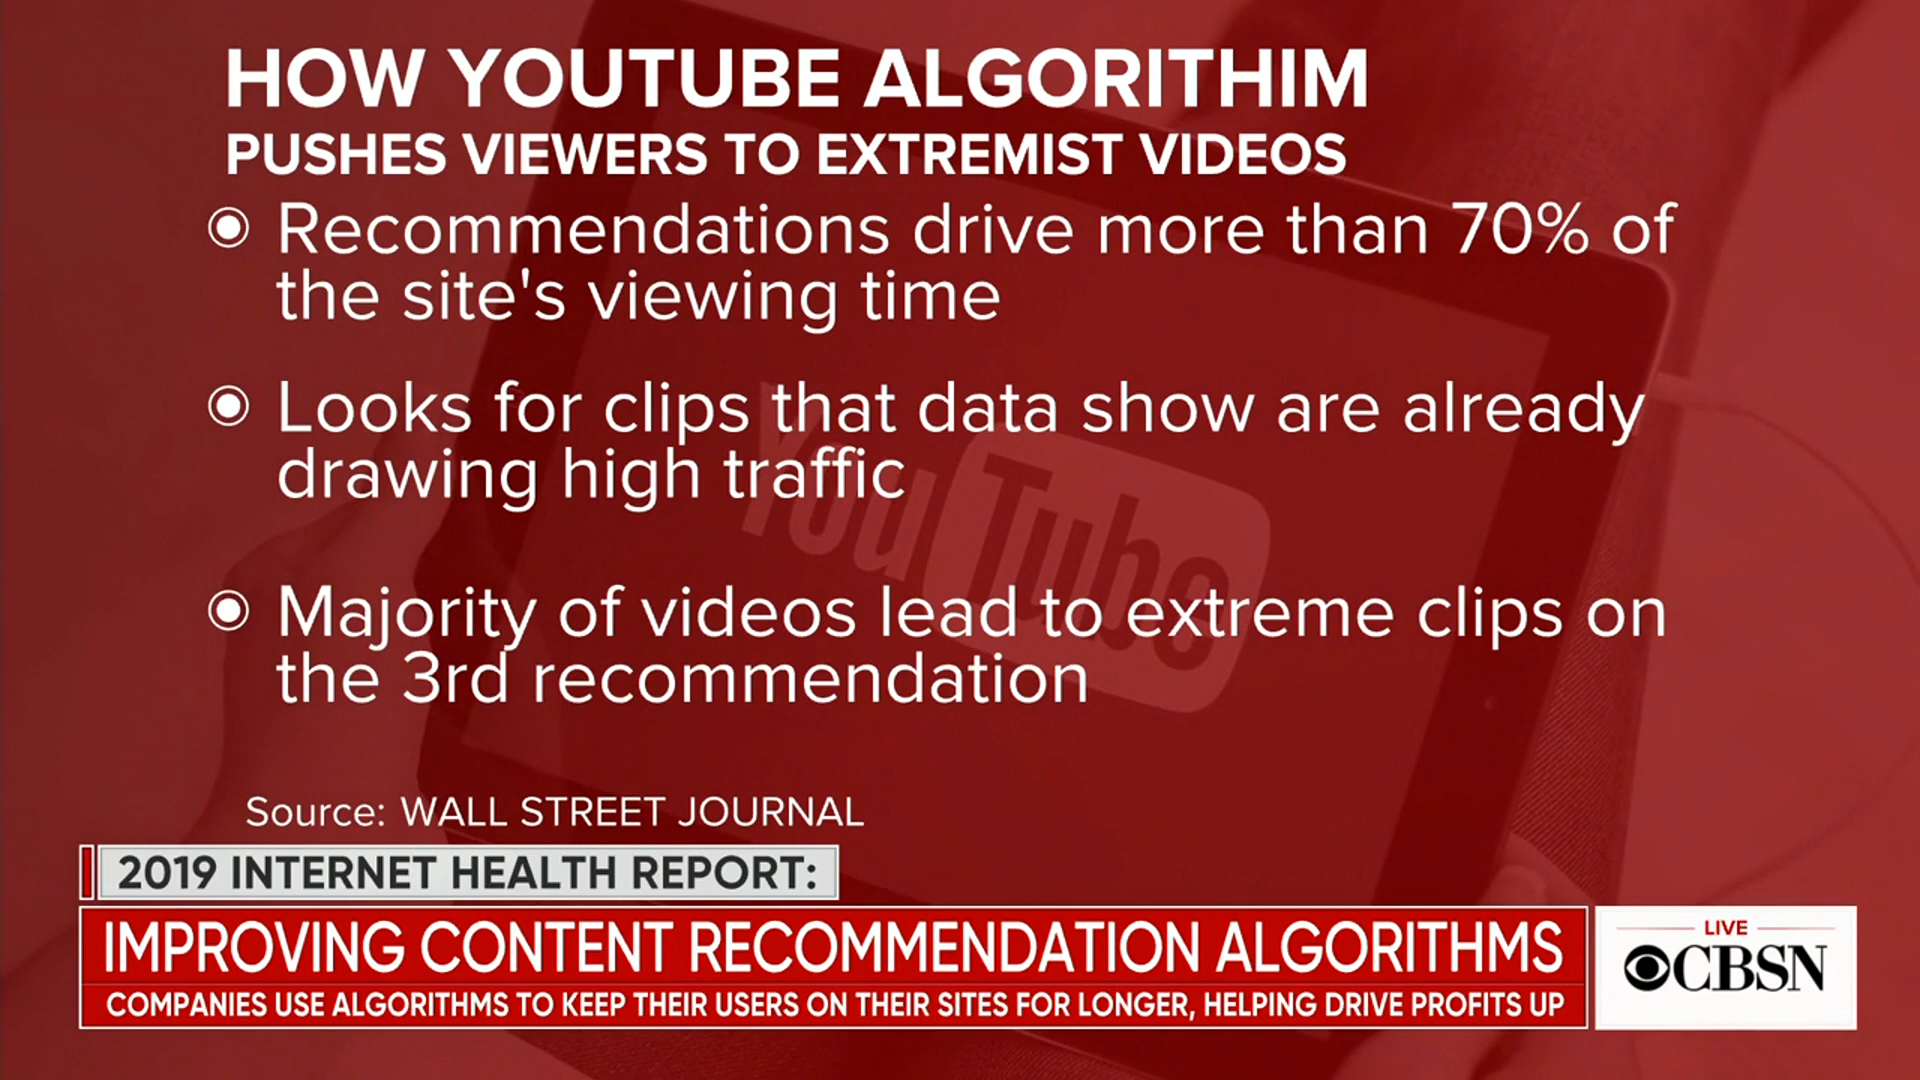 HOW YOUTUBE ALGORITHIM
PUSHES VIEWERS TO EXTREMIST VIDEOS
Recommendations drive more than 70% of
the site's viewing time
Looks for clips that data show are already
drawing high traffic
YouTube
Majority of videos lead to extreme clips on
the 3rd recommendation
Source: WALL STREET JOURNAL
2019 INTERNET HEALTH REPORT:
IMPROVING CONTENT RECOMMENDATION ALGORITHMS
COMPANIES USE ALGORITHMS TO KEEP THEIR USERS ON THEIR SITES FOR LONGER, HELPING DRIVE PROFITS UP
LIVE
CBSN